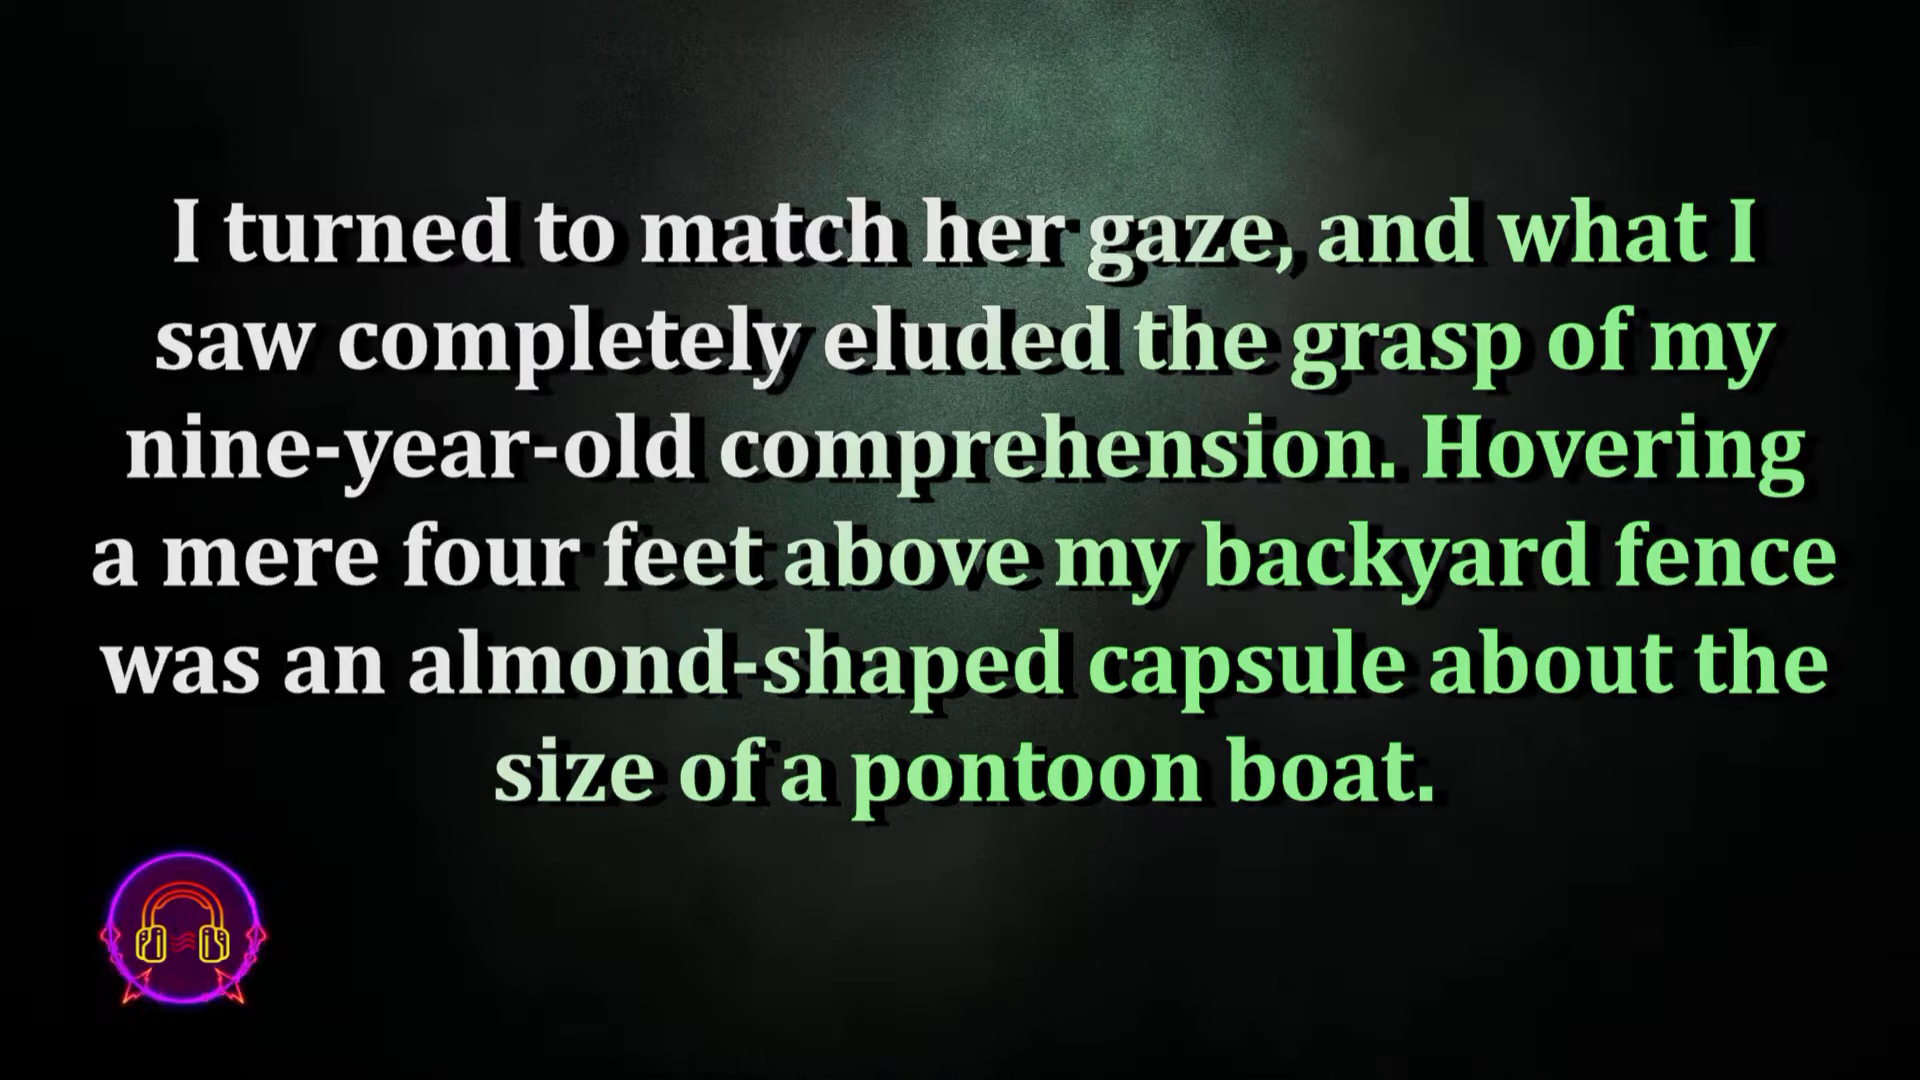 I turned to match her gaze, and what I
saw completely eluded the grasp of my
nine-year-old comprehension. Hovering
a mere four feet above my backyard fence
was an almond-shaped capsule about the
size of a pontoon boat.